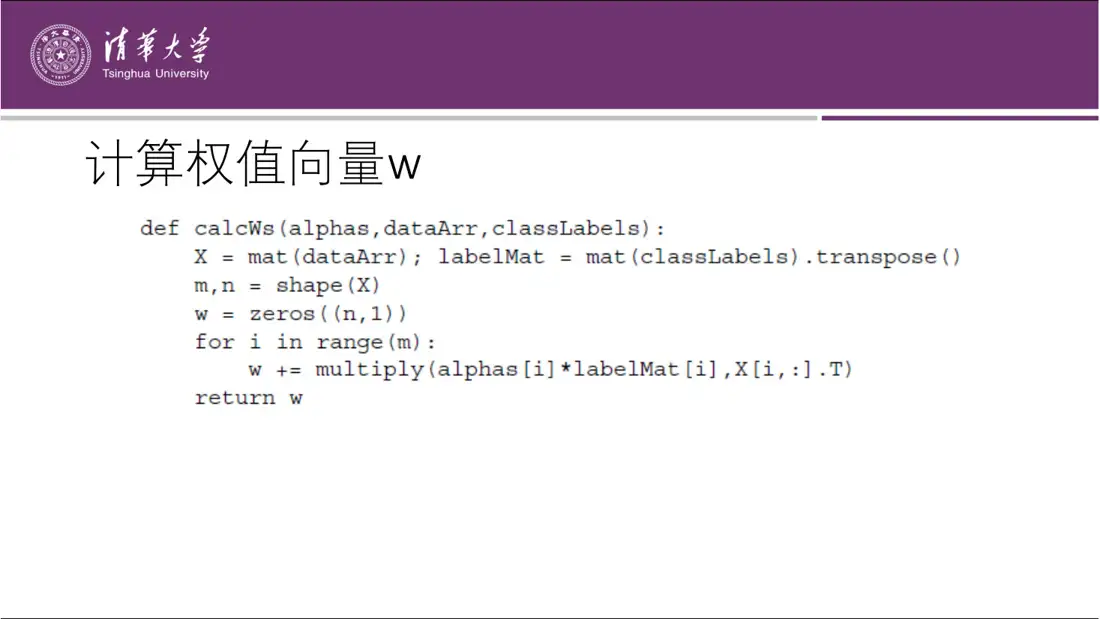 清华大学
Tsinghua University
计算权值向量w
def calcWs(alphas,dataArr,classLabels):
    X = mat(dataArr); labelMat = mat(classLabels).transpose()
    m,n = shape(X)
    w = zeros((n,1))
    for i in range(m):
        w += multiply(alphas[i]*labelMat[i],X[i,:].T)
    return w